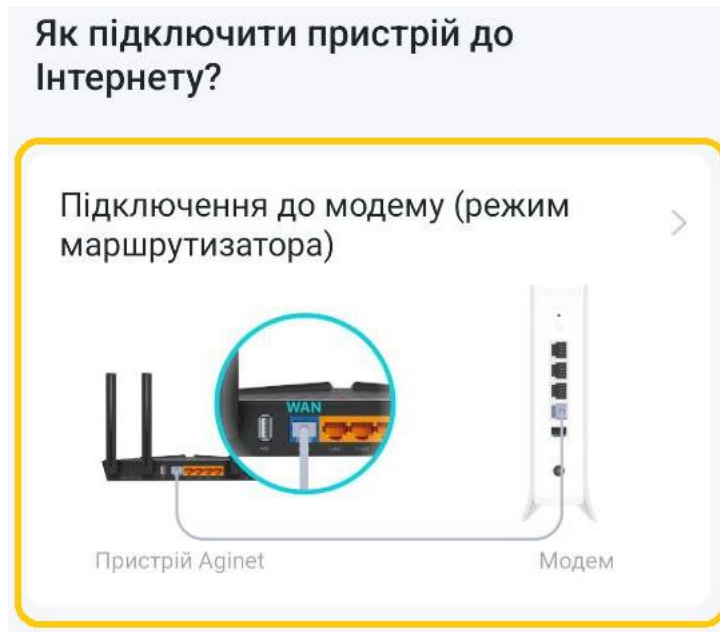 Як підключити пристрій до
Інтернету?
Підключення до модему (режим
маршрутизатора)
WAN
Пристрій Aginet
Модем